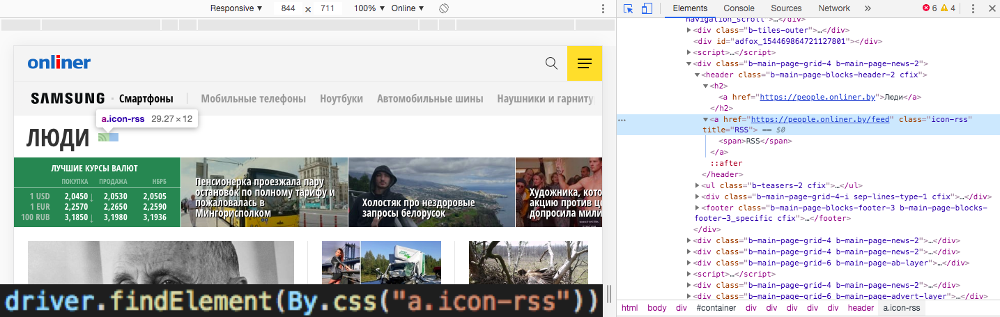 Responsive ▼ 844 × 711 100% ▼ Online ▼
onlıner
SAMSUNG Смартфоны Мобильные телефоны Ноутбуки Автомобильные шины Наушники и гарниту
a.icon-rss 29.27 × 12
ЛЮДИ
ЛУЧШИЕ КУРСЫ ВАЛЮТ
ПОКУПКА ПРОДАЖА НБРБ
1 USD 2,0450 ↓ 2,0530 2,0505
1 EUR 2,2570 2,2650 2,2590
100 RUB 3,1850 ↓ 3,1980 3,1936
Пенсионерка проезжала пару
остановок по полному тарифу и
пожаловалась в
Мингорисполком
Холостяк про нездоровые
запросы белорусок
Художника, кото
акцию против це
допросила мили
driver.findElement(By.css("a.icon-rss"))
Elements Console Sources Network » 6 4
navigation_scroll">…</div>
▶<div class="b-tiles-outer">…</div>
<div id="adfox_154469864721127801"></div>
▶<script>…</script>
▼<div class="b-main-page-grid-4 b-main-page-news-2">
▼<header class="b-main-page-blocks-header-2 cfix">
▼<h2>
<a href="https://people.onliner.by">Люди</a>
</h2>
▼<a href="https://people.onliner.by/feed" class="icon-rss"
title="RSS"> == $0
<span>RSS</span>
</a>
::after
</header>
▶<ul class="b-teasers-2 cfix">…</ul>
▶<div class="b-main-page-grid-4-i sep-lines-type-1 cfix">…</div>
▶<footer class="b-main-page-blocks-footer-3 b-main-page-blocks-
footer-3_specific cfix">…</footer>
</div>
▶<div class="b-main-page-grid-4 b-main-page-news-2">…</div>
▶<div class="b-main-page-grid-4 b-main-page-news-2">…</div>
▶<div class="b-main-page-grid-6 b-main-page-ab-layer">…</div>
▶<script>…</script>
▶<div class="b-main-page-grid-4 b-main-page-news-2">…</div>
▶<div class="b-main-page-grid-6 b-main-page-advert-layer">…</div>
html body div #container div div div div header a.icon-rss